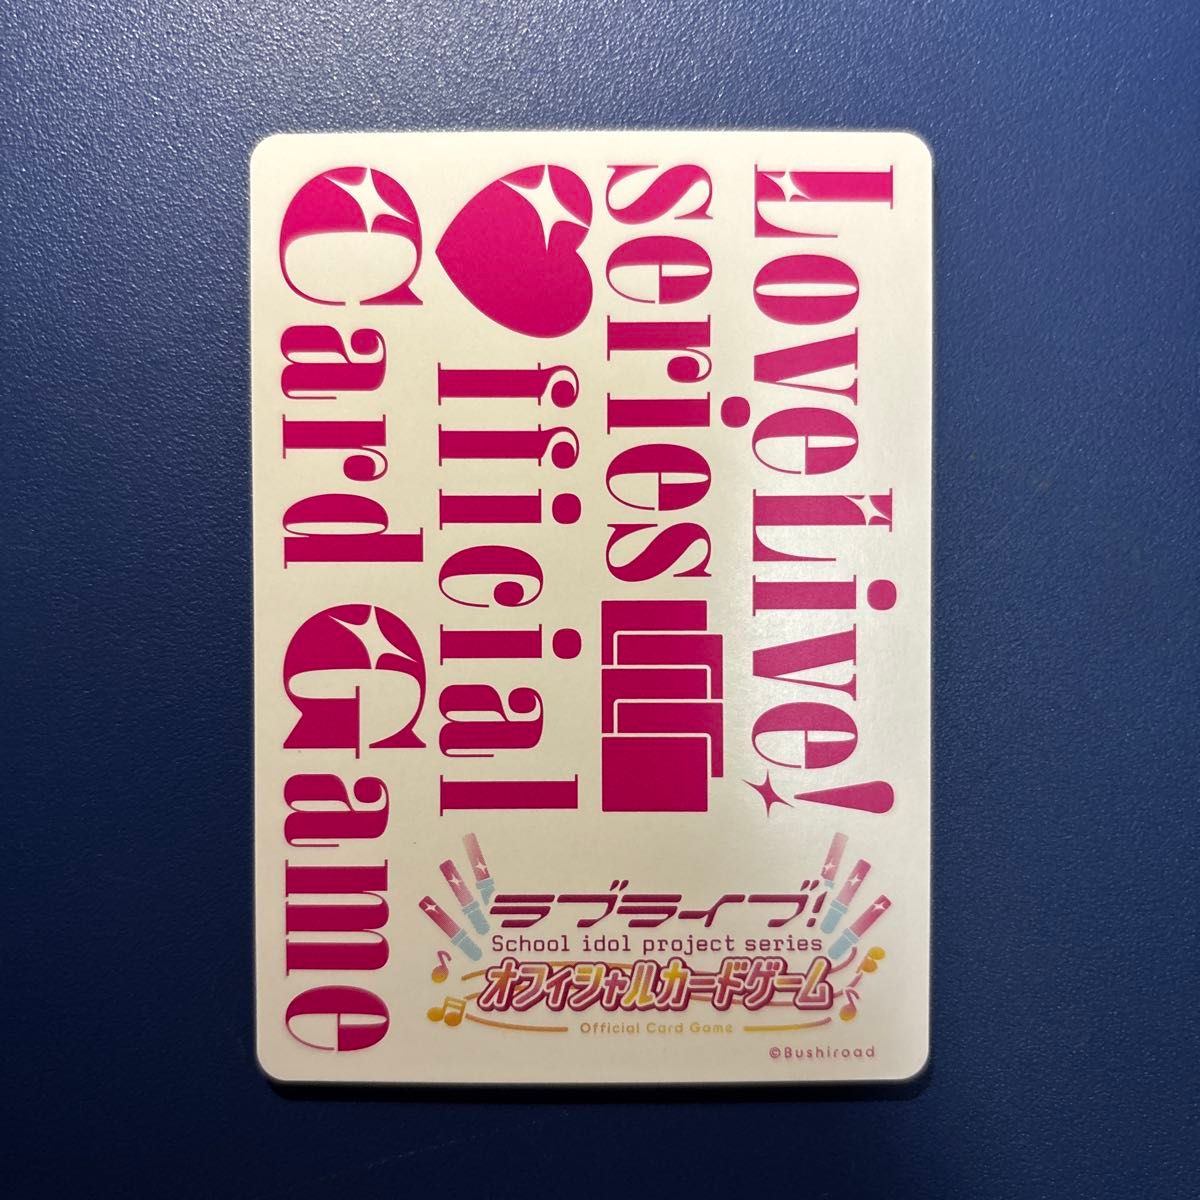 LoveLive!
series
Official
Card Game
ラブライブ!
School idol project series
オフィシャルカードゲーム
Official Card Game
©Bushiroad